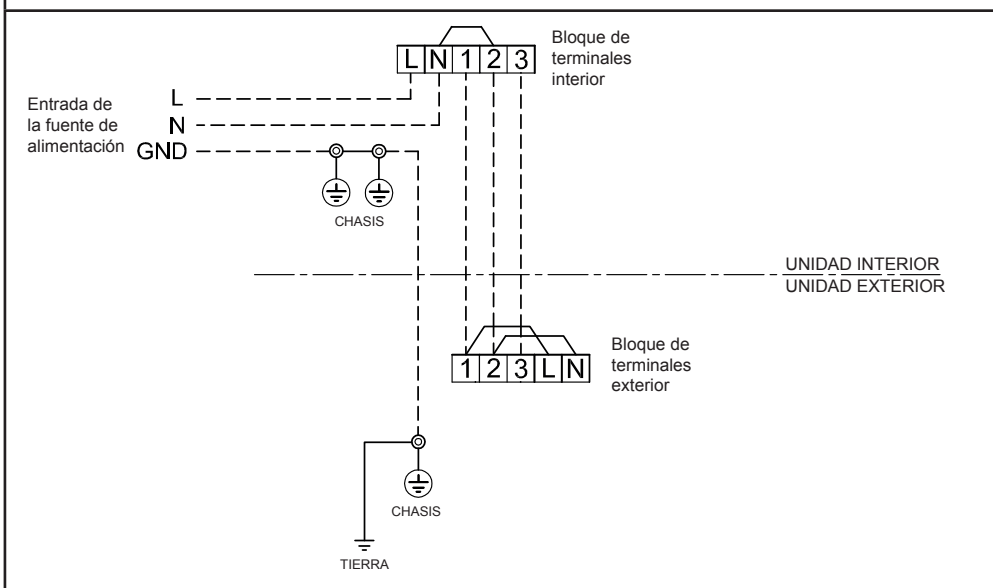 Bloque de
terminales
interior
L N 1 2 3
Entrada de
la fuente de
alimentación
L
N
GND
CHASIS
UNIDAD INTERIOR
UNIDAD EXTERIOR
1 2 3 L N
Bloque de
terminales
exterior
CHASIS
TIERRA